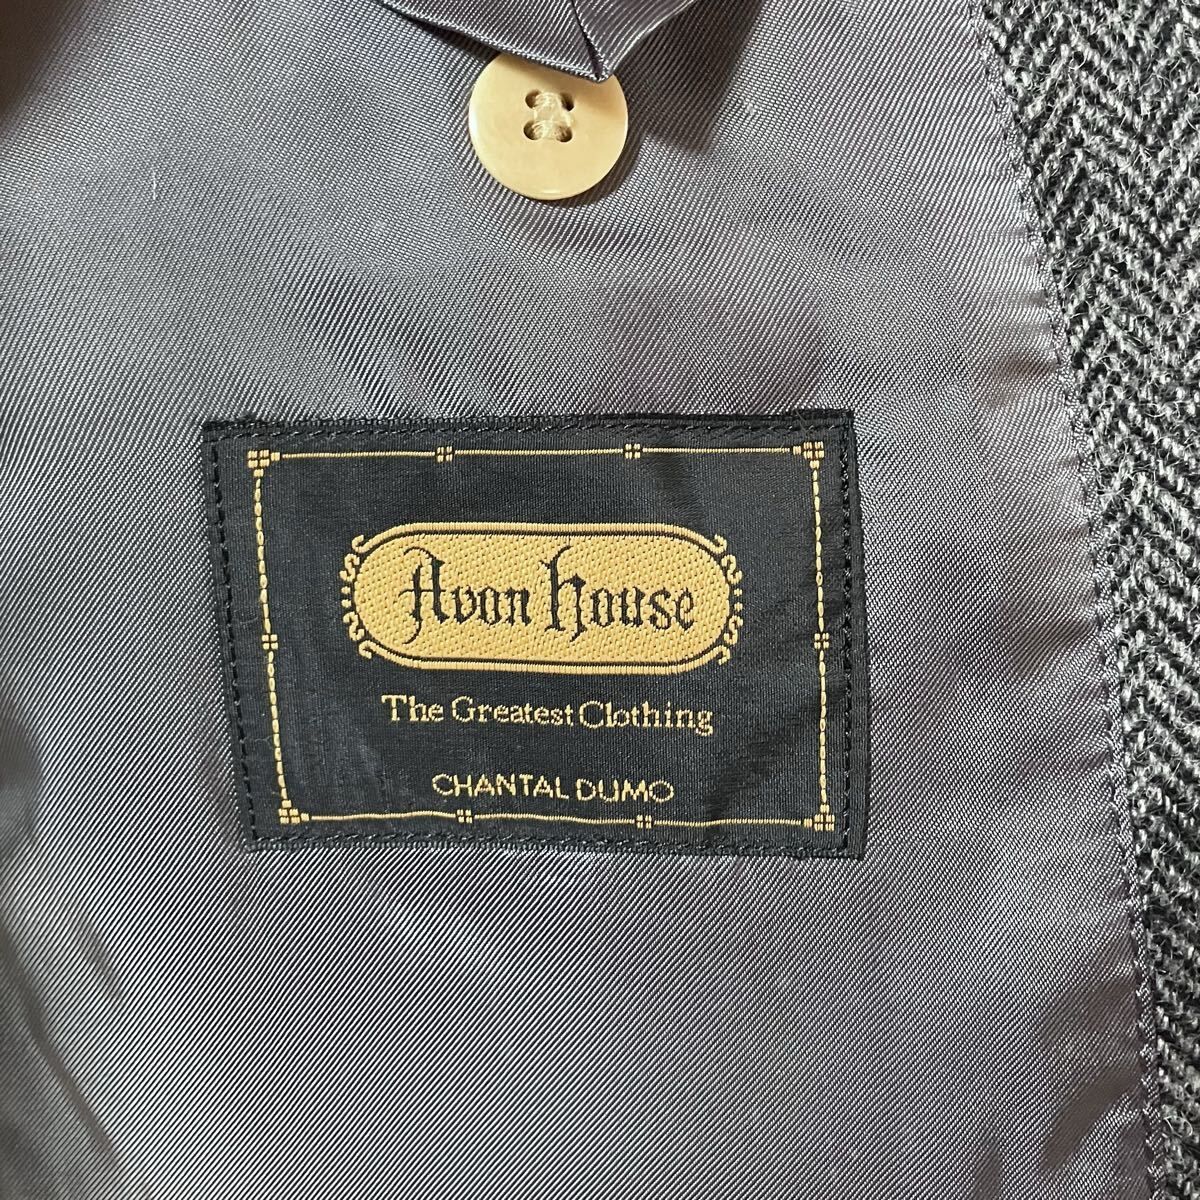 Avon house
The Greatest Clothing
CHANTAL DUMO